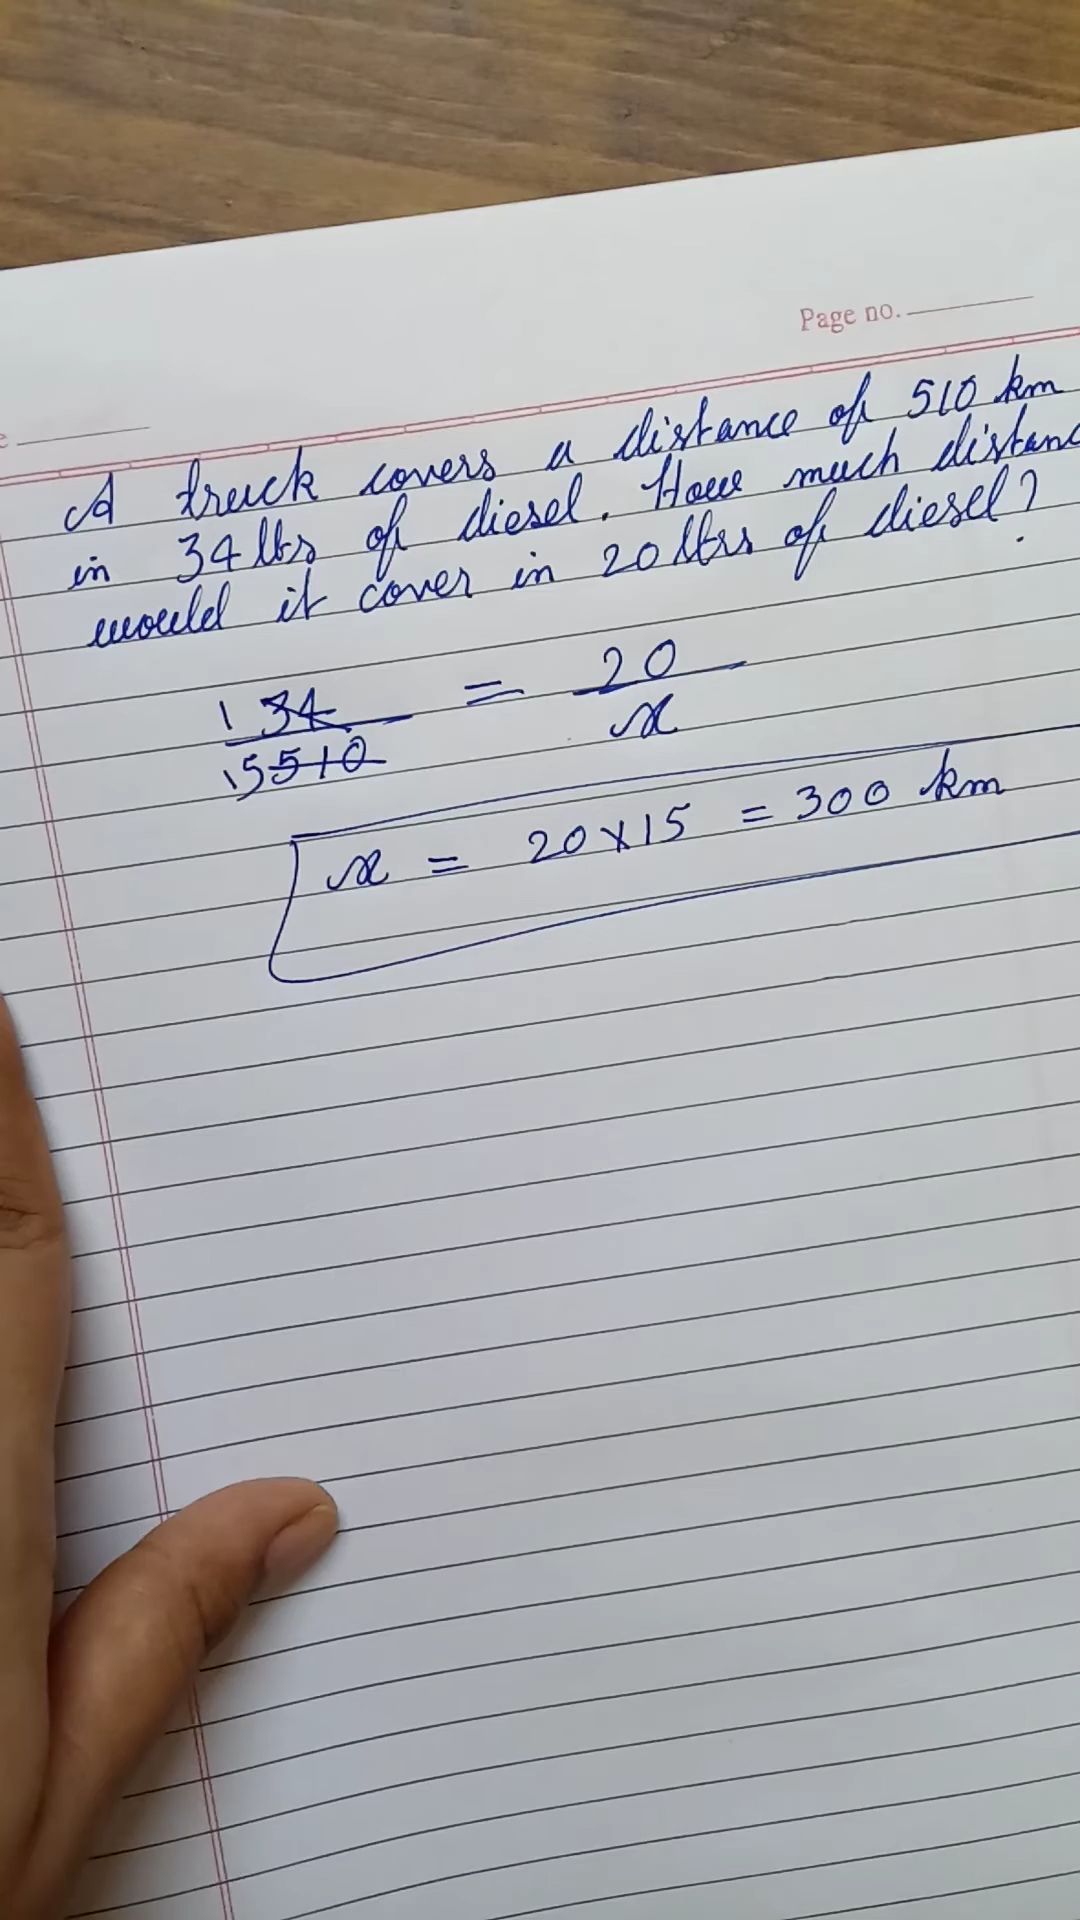 Page no.
A truck covers a distance of 510 km
in 34 ltrs of diesel. How much distanc
would it cover in 20 ltrs of diesel?
1 34 = 20
15 510 x
x = 20 x 15 = 300 km